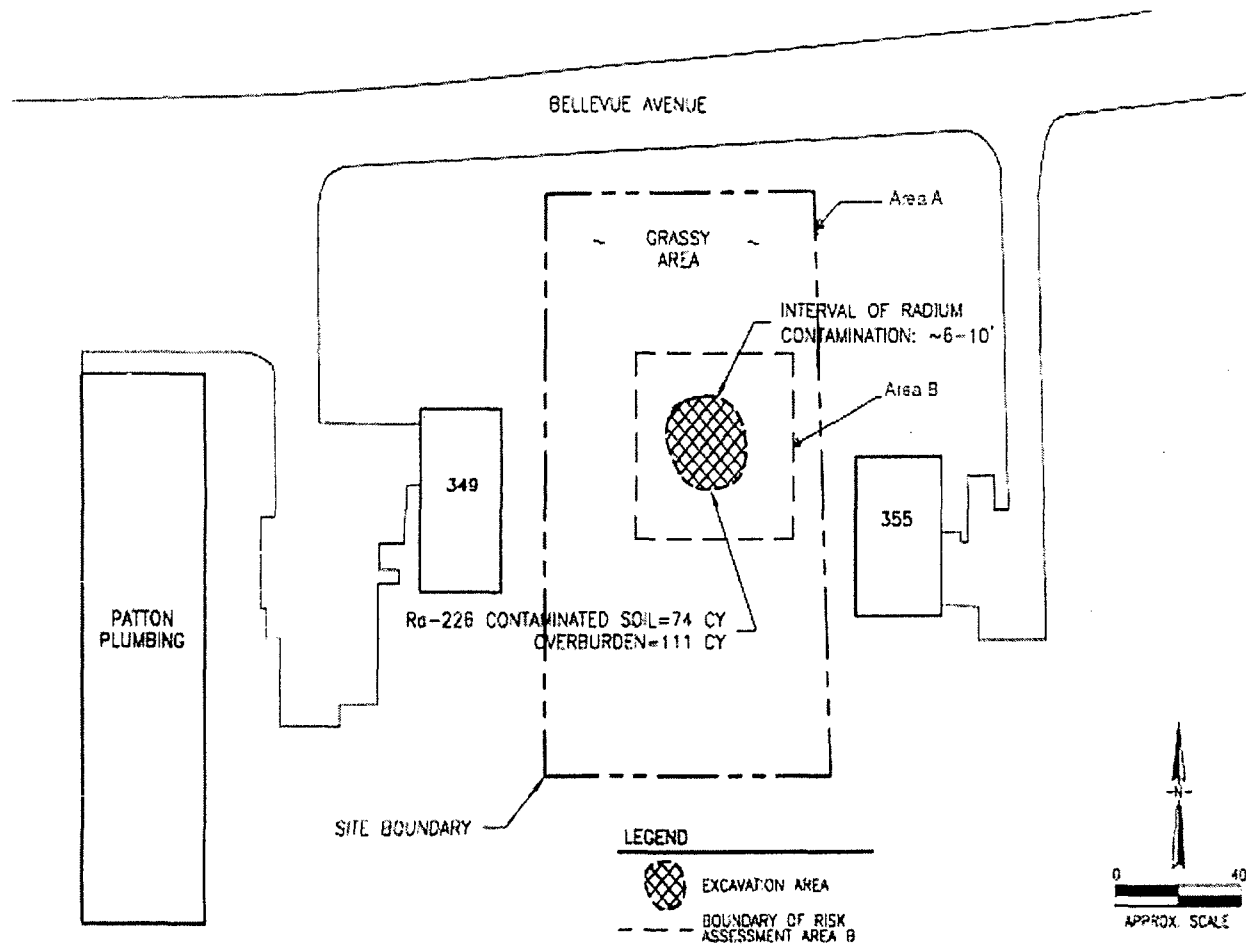 BELLEVUE AVENUE
Area A
~ GRASSY ~
AREA
INTERVAL OF RADIUM
CONTAMINATION: ~6-10'
Area B
349
355
PATTON
PLUMBING
Ra-226 CONTAMINATED SOIL=74 CY
OVERBURDEN=111 CY
SITE BOUNDARY
LEGEND
EXCAVATION AREA
BOUNDARY OF RISK
ASSESSMENT AREA B
N
0 40
APPROX. SCALE